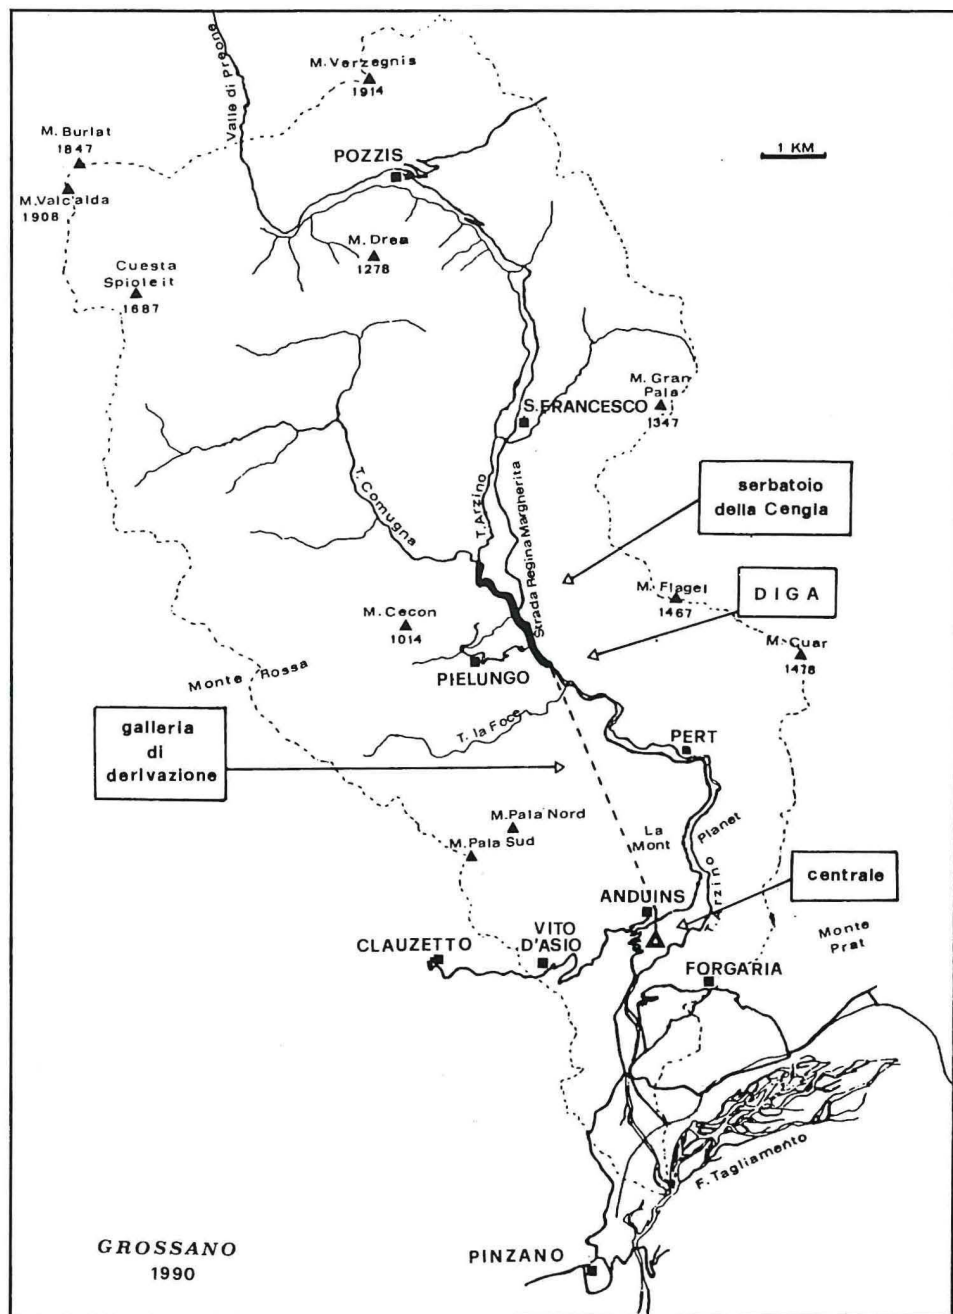 Valle di Preone
M. Verzegnis
1914
M. Burlat
1847
1 KM
POZZIS
M. Valcalda
1908
M. Drea
1278
Cuesta
Spioleit
1687
M. Gran
Pala
1347
S. FRANCESCO
T. Comugna
T. Arzino
Strada Regina Margherita
serbatoio
della Cengla
DIGA
M. Flagel
1467
M. Cecon
1014
M. Cuar
1478
Monte Rossa
PIELUNGO
galleria
di
derivazione
T. la Foce
PERT
M. Pala Nord
M. Pala Sud
La
Mont
Planet
T. Arzino
centrale
ANDUINS
VITO
D'ASIO
CLAUZETTO
Monte
Prat
FORGARIA
F. Tagliamento
GROSSANO
1990
PINZANO